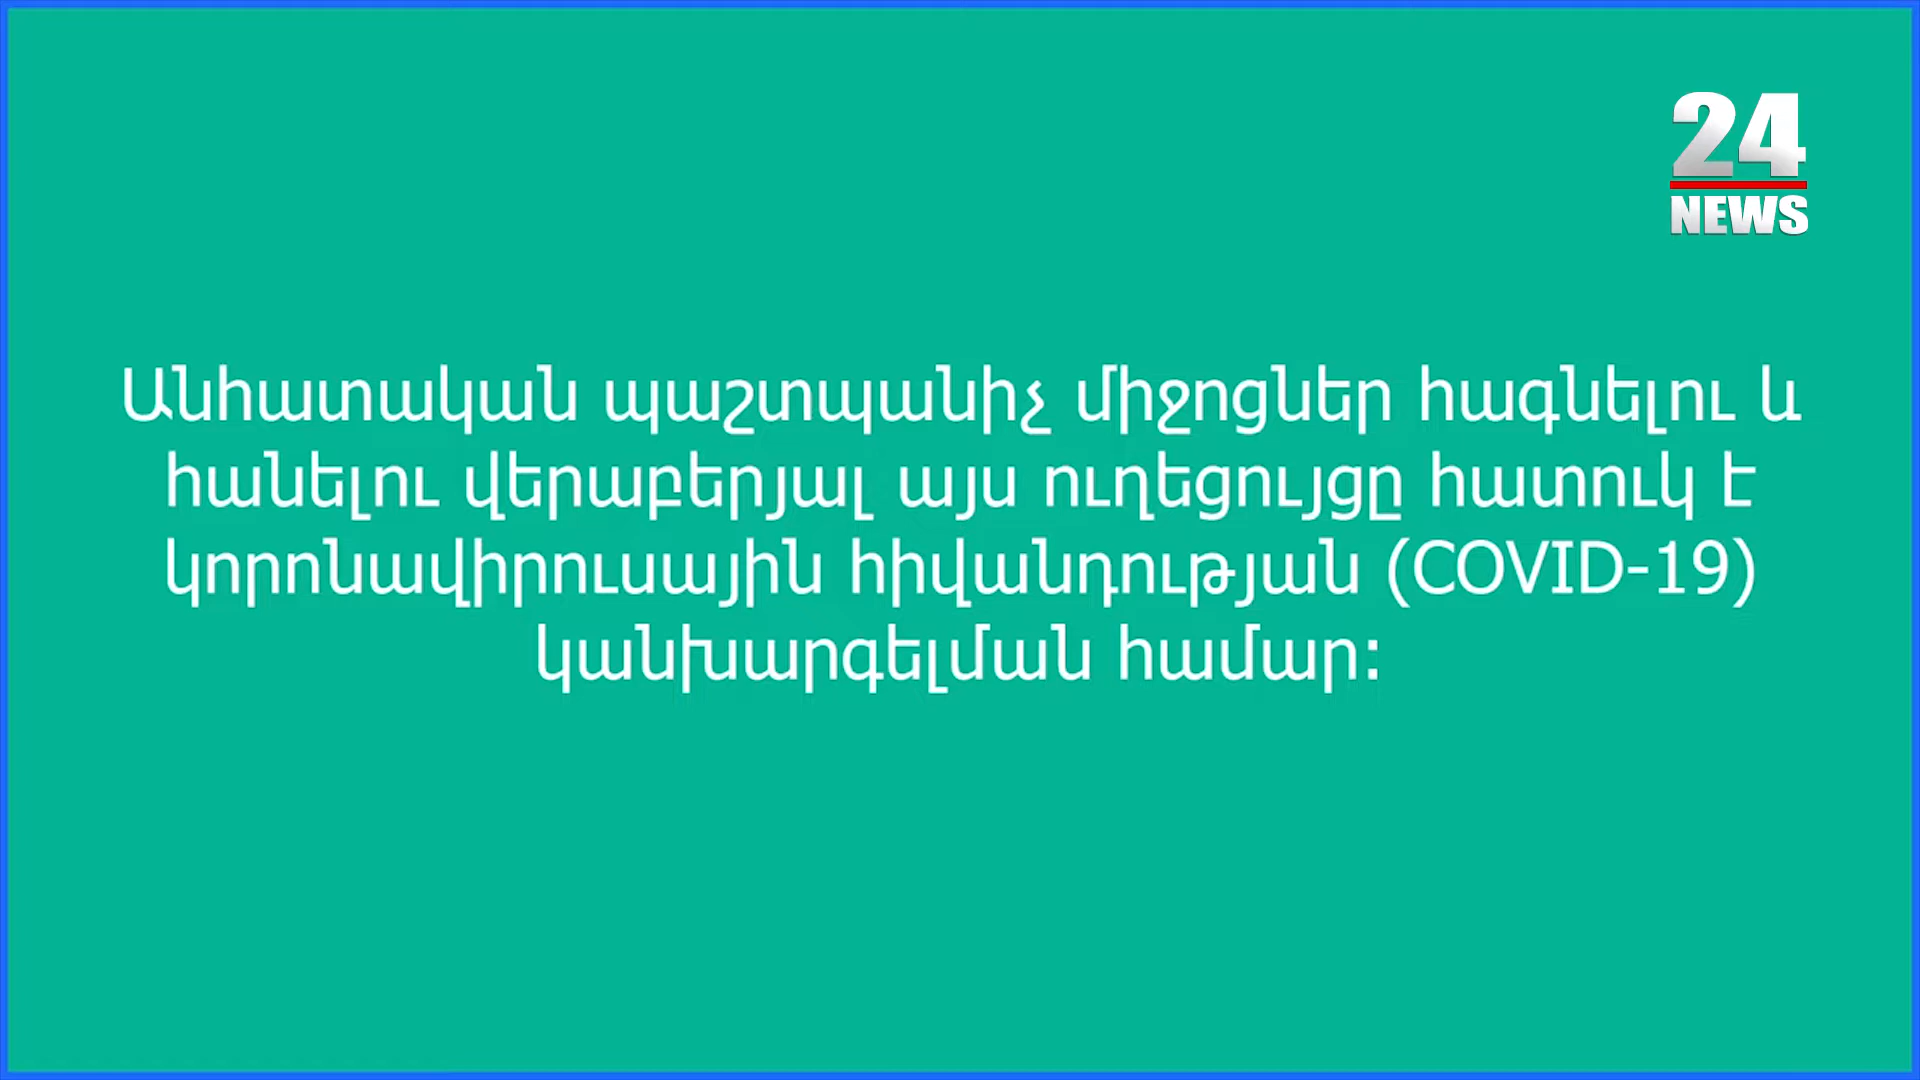 24
NEWS
Անհատական պաշտպանիչ միջոցներ հագնելու և
հանելու վերաբերյալ այս ուղեցույցը հատուկ է
կորոնավիրուսային հիվանդության (COVID-19)
կանխարգելման համար: